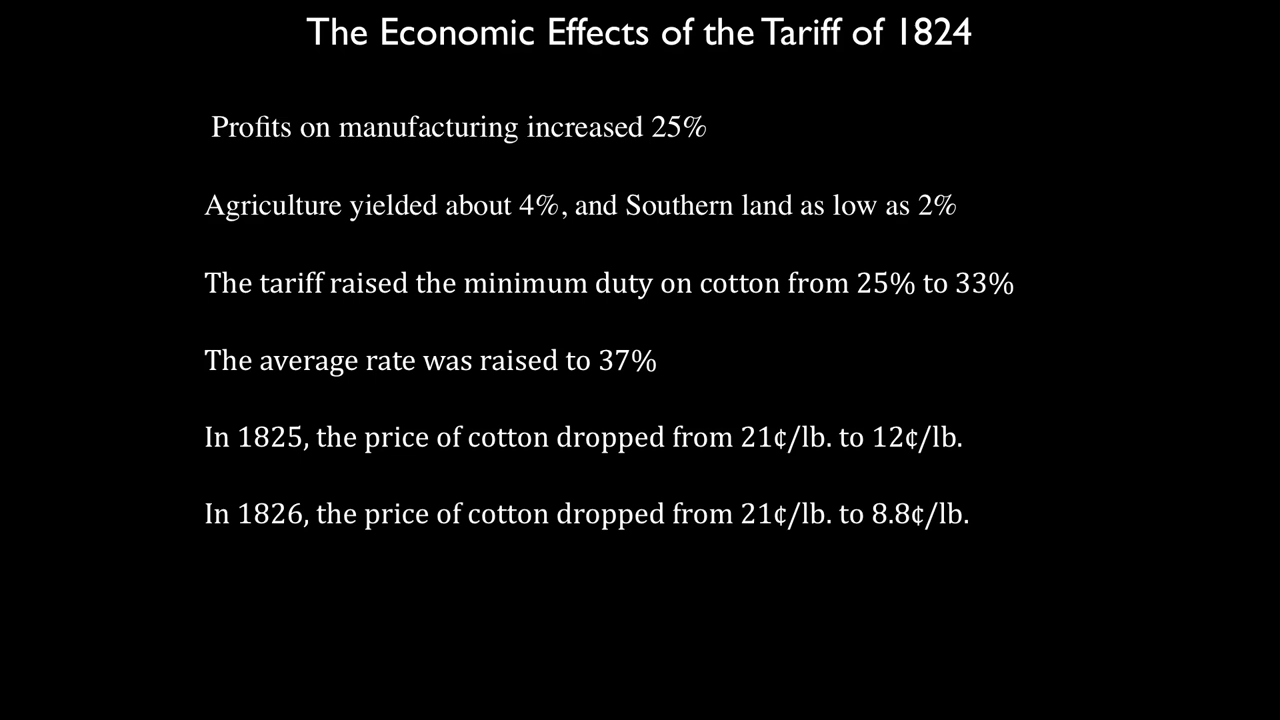 The Economic Effects of the Tariff of 1824
Profits on manufacturing increased 25%
Agriculture yielded about 4%, and Southern land as low as 2%
The tariff raised the minimum duty on cotton from 25% to 33%
The average rate was raised to 37%
In 1825, the price of cotton dropped from 21¢/lb. to 12¢/lb.
In 1826, the price of cotton dropped from 21¢/lb. to 8.8¢/lb.